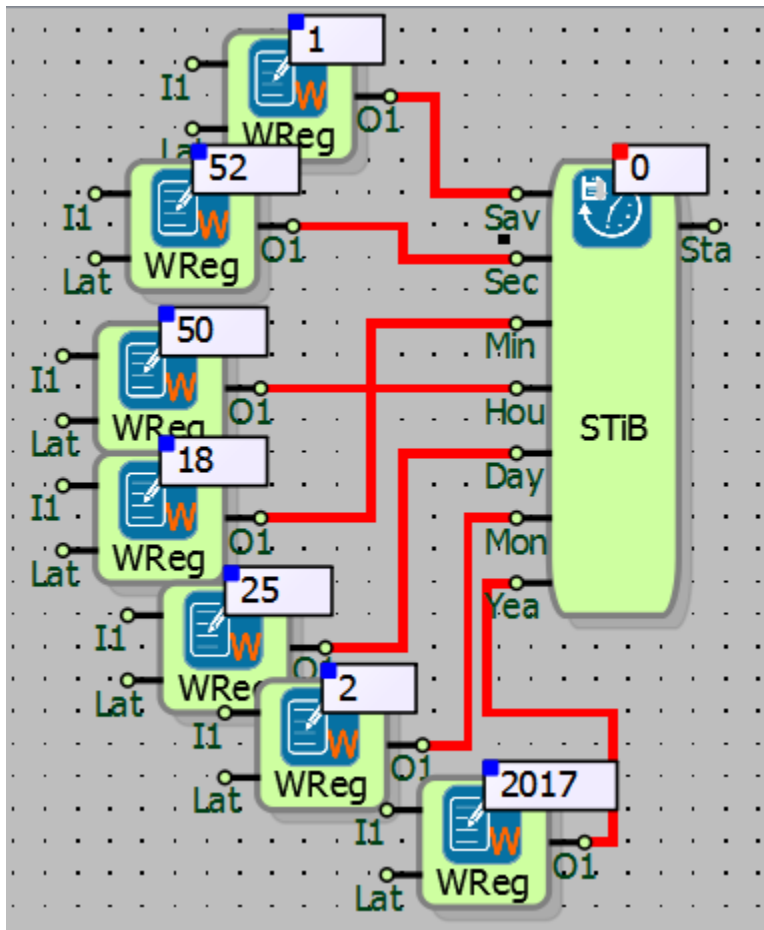 1
I1
W
O1
Lat
WReg
52
I1
W
O1
Sav
Lat
WReg
Sec
0
Sta
50
I1
W
O1
Min
Lat
WReg
Hou
STiB
18
I1
W
O1
Day
Lat
WReg
Mon
25
I1
W
O1
Yea
Lat
WReg
2
I1
W
O1
Lat
WReg
2017
I1
W
O1
Lat
WReg